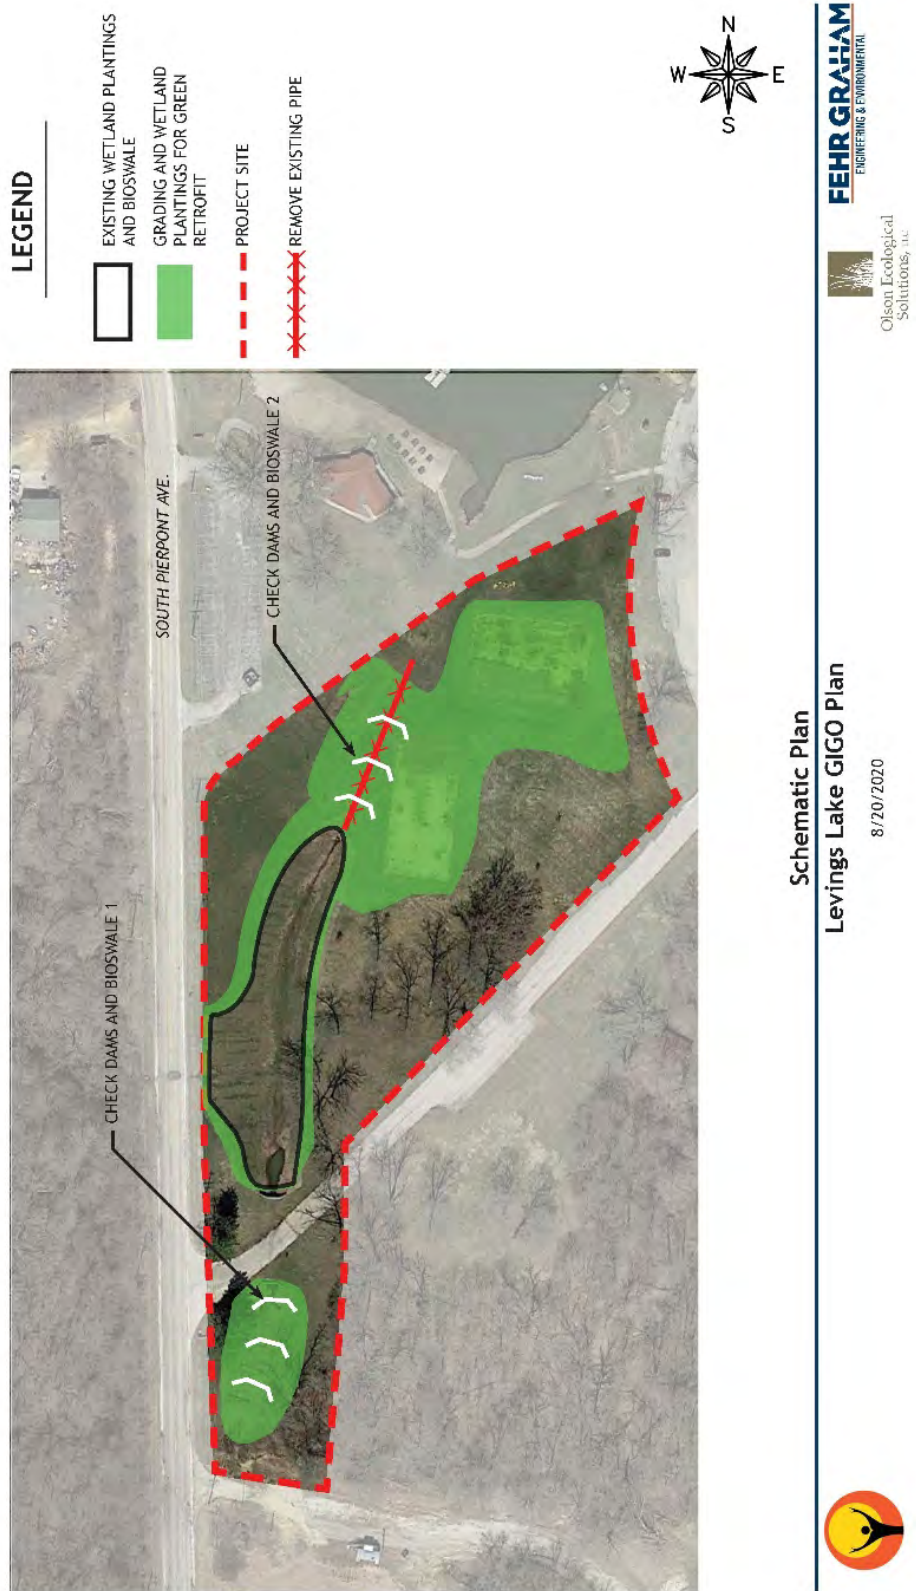 LEGEND
EXISTING WETLAND PLANTINGS
AND BIOSWALE
GRADING AND WETLAND
PLANTINGS FOR GREEN
RETROFIT
PROJECT SITE
REMOVE EXISTING PIPE
N
W
E
S
SOUTH PIERPONT AVE.
CHECK DAMS AND BIOSWALE 1
CHECK DAMS AND BIOSWALE 2
Schematic Plan
Levings Lake GIGO Plan
8/20/2020
Olson Ecological
Solutions, LLC
FEHR GRAHAM
ENGINEERING & ENVIRONMENTAL